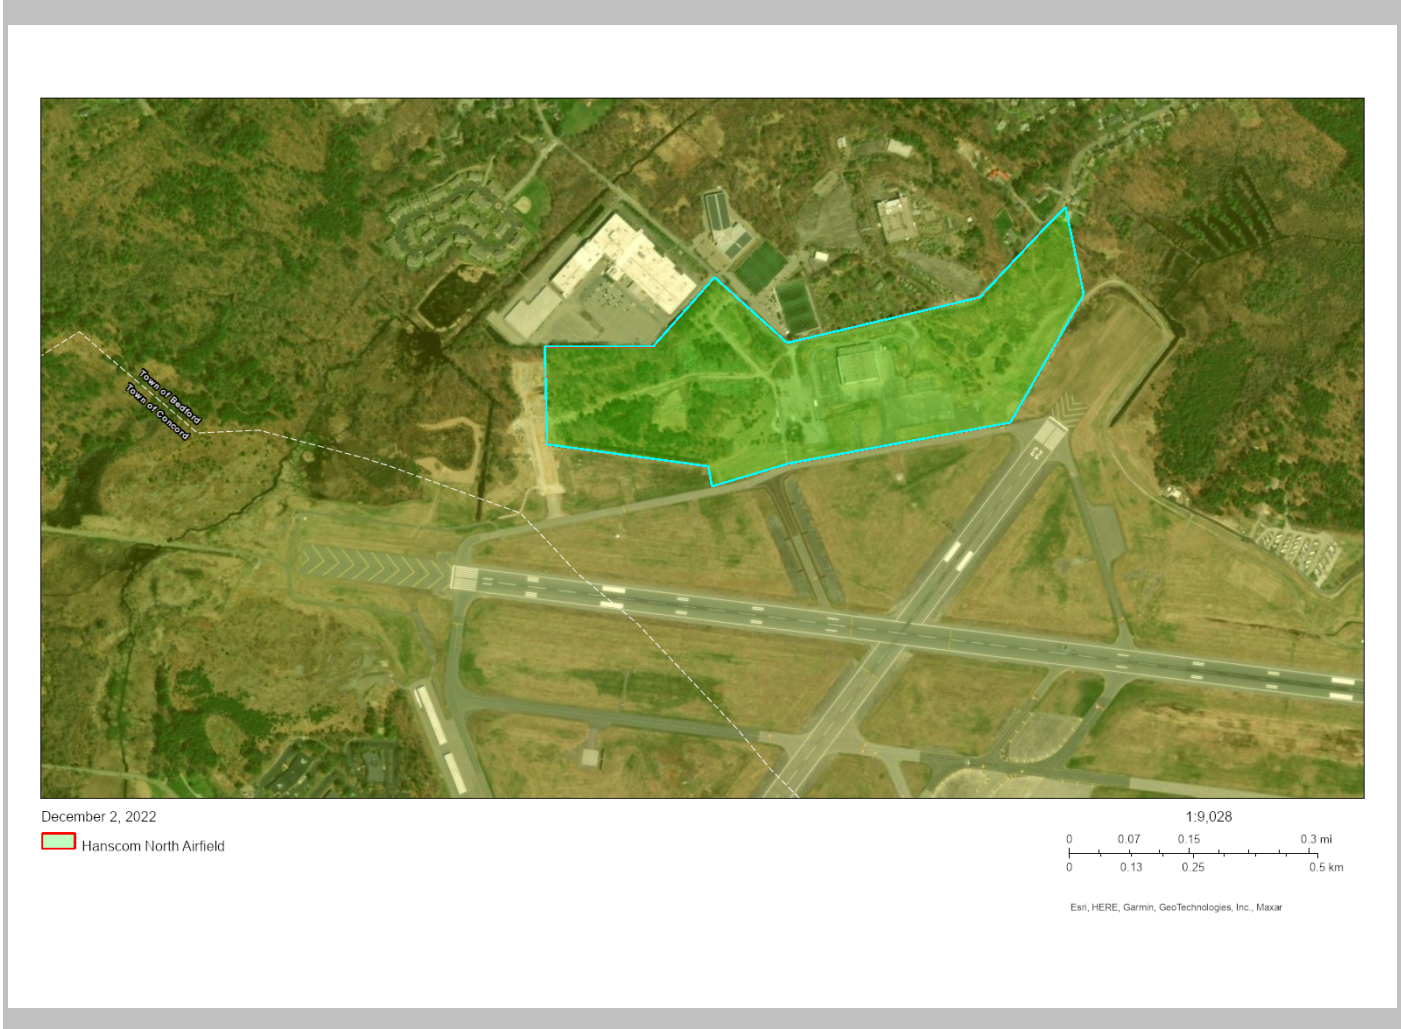 Town of Bedford
Town of Concord
23
December 2, 2022
Hanscom North Airfield
1:9,028
0 0.07 0.15 0.3 mi
0 0.13 0.25 0.5 km
Esri, HERE, Garmin, GeoTechnologies, Inc., Maxar